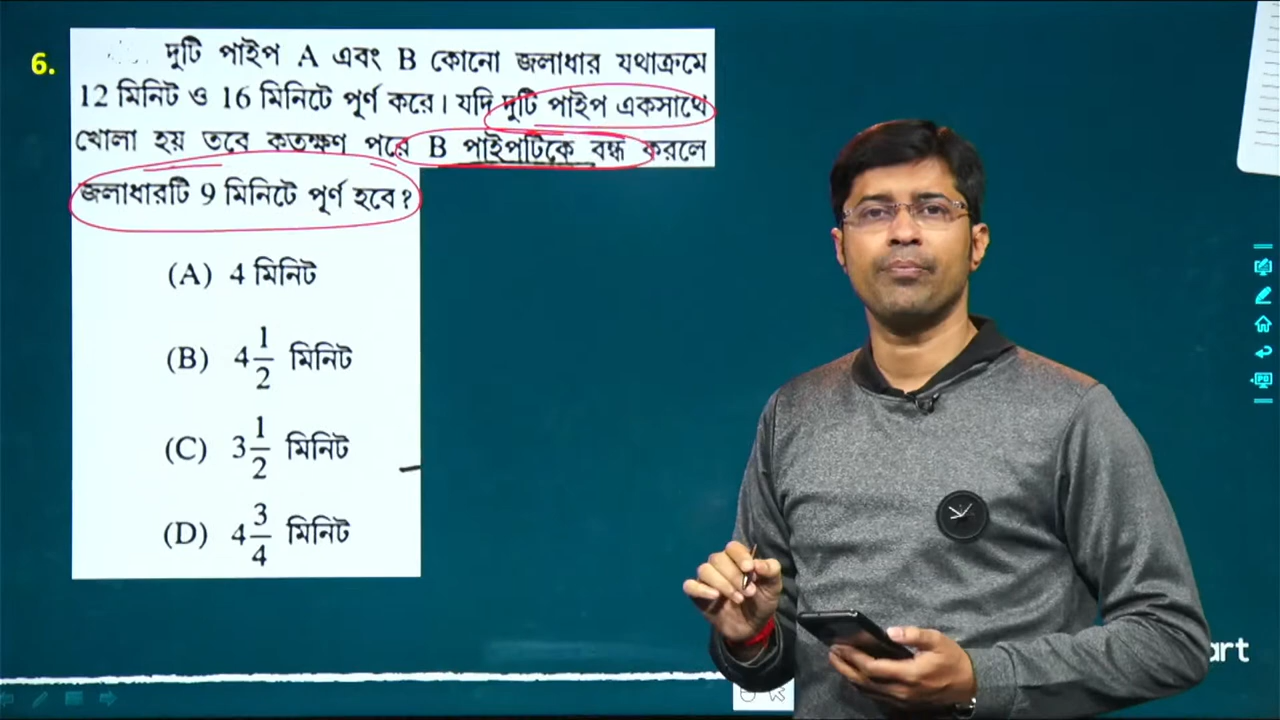 6.
দুটি পাইপ A এবং B কোনো জলাধার যথাক্রমে
12 মিনিট ও 16 মিনিটে পূর্ণ করে। যদি দুটি পাইপ একসাথে
খোলা হয় তবে কতক্ষণ পরে B পাইপটিকে বন্ধ করলে
জলাধারটি 9 মিনিটে পূর্ণ হবে?
(A) 4 মিনিট
(B) 4 1/2 মিনিট
(C) 3 1/2 মিনিট
(D) 4 3/4 মিনিট
art